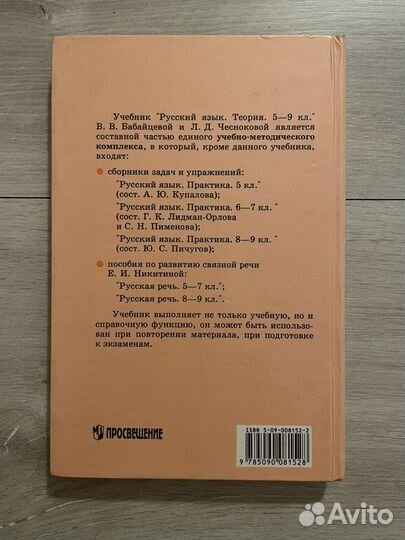 Учебник "Русский язык. Теория. 5—9 кл."
В. В. Бабайцевой и Л. Д. Чесноковой является
составной частью единого учебно-методического
комплекса, в который, кроме данного учебника,
входят:
сборники задач и упражнений:
"Русский язык. Практика. 5 кл."
(сост. А. Ю. Купалова);
"Русский язык. Практика. 6—7 кл."
(сост. Г. К. Лидман-Орлова
и С. Н. Пименова);
"Русский язык. Практика. 8—9 кл."
(сост. Ю. С. Пичугов);
пособия по развитию связной речи
Е. И. Никитиной:
"Русская речь. 5—7 кл.";
"Русская речь. 8—9 кл.".
Учебник выполняет не только учебную, но и
справочную функцию, он может быть использо-
ван при повторении материала, при подготовке
к экзаменам.
ПРОСВЕЩЕНИЕ
ISBN 5-09-008152-2
9 785090 081528
Avito